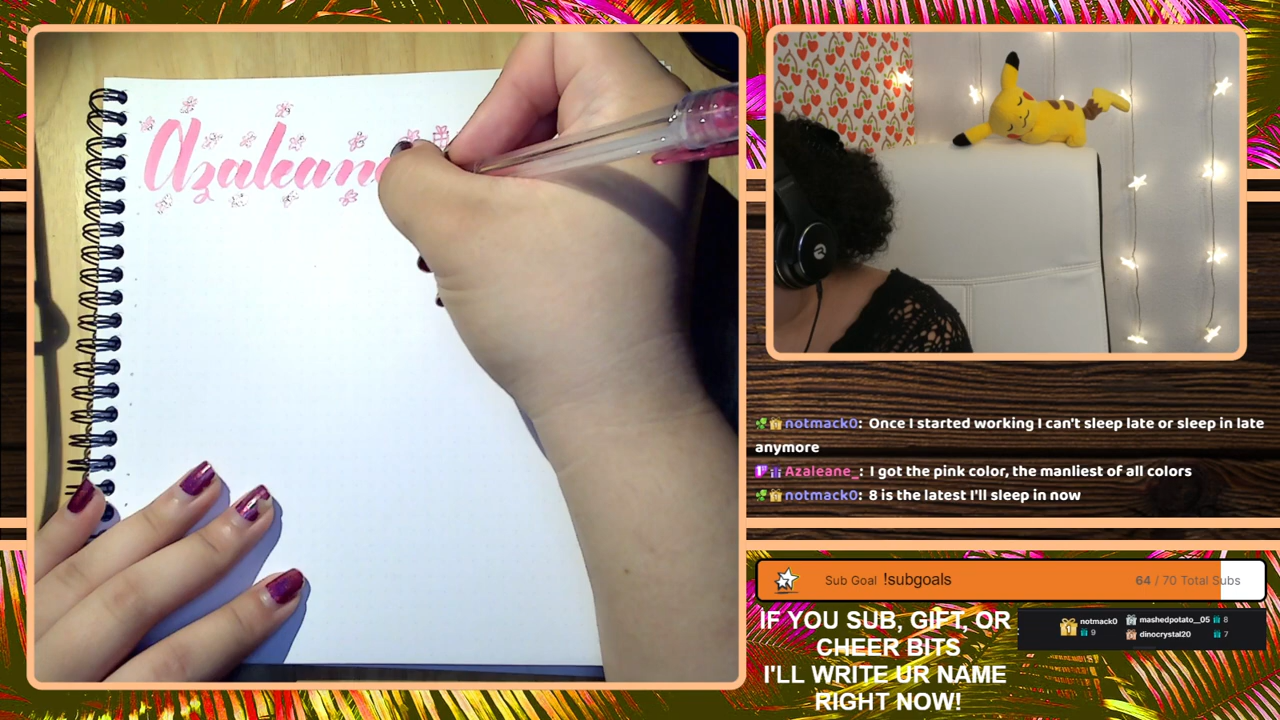 Azaleane
notmack0: Once I started working I can't sleep late or sleep in late
anymore
Azaleane_: I got the pink color, the manliest of all colors
notmack0: 8 is the latest I'll sleep in now
Sub Goal !subgoals 64 / 70 Total Subs
IF YOU SUB, GIFT, OR
CHEER BITS
I'LL WRITE UR NAME
RIGHT NOW!
1 notmack0 9
mashedpotato_05 8
dinocrystal20 7